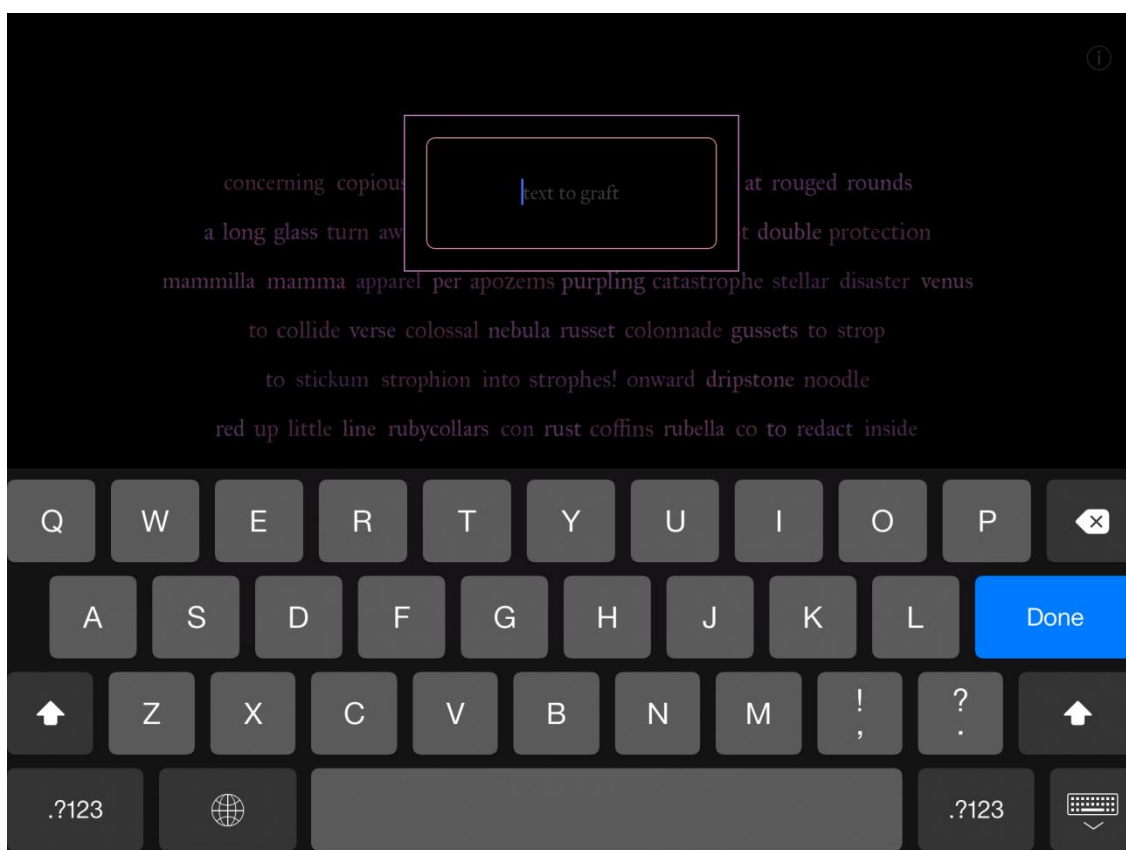 i
concerning copious at rouged rounds
text to graft
a long glass turn double protection
mammilla mamma apparel per apozems purpling catastrophe stellar disaster venus
to collide verse colossal nebula russet colonnade gussets to strop
to stickum strophion into strophes! onward dripstone noodle
red up little line rubycollars con rust coffins rubella co to redact inside
Q W E R T Y U I O P
A S D F G H J K L Done
Z X C V B N M ! , ? .
.?123 .?123